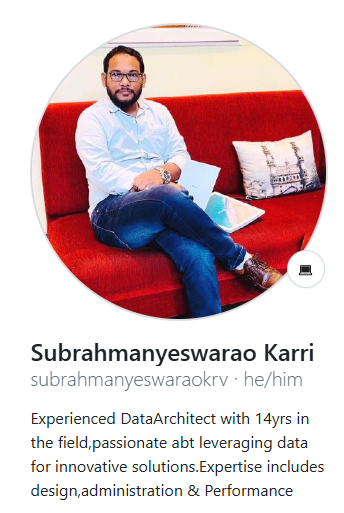 Subrahmanyeswarao Karri
subrahmanyeswaraokrv · he/him
Experienced DataArchitect with 14yrs in
the field,passionate abt leveraging data
for innovative solutions.Expertise includes
design,administration & Performance